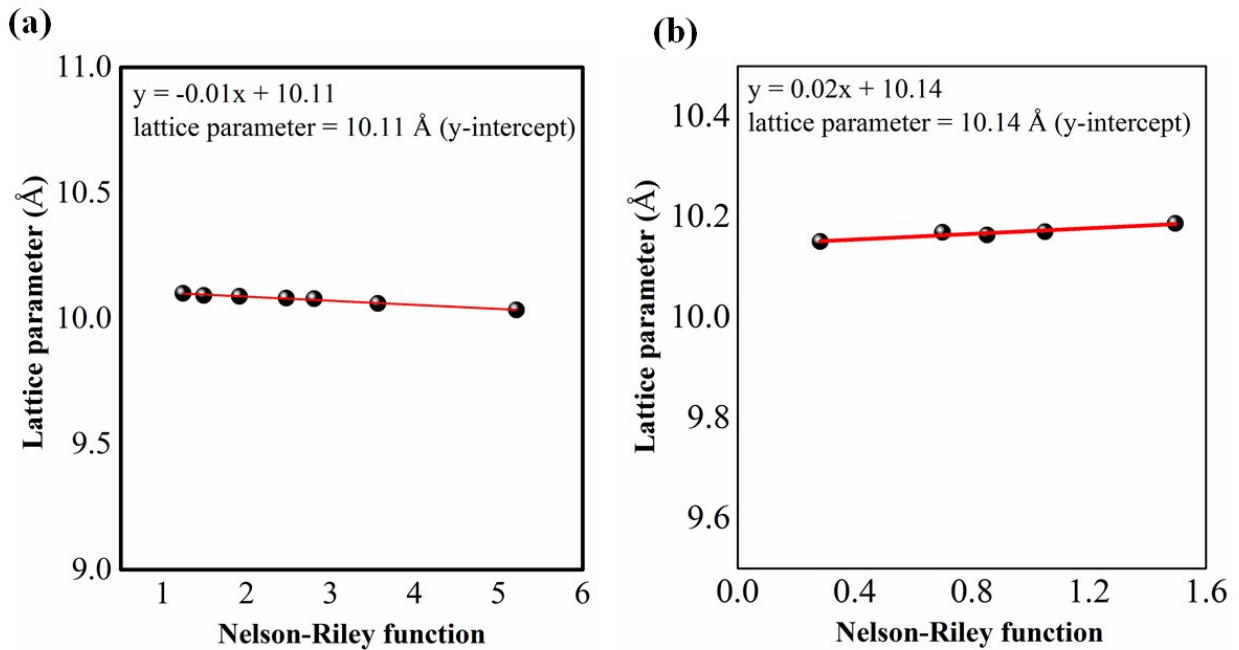 (a)
y = -0.01x + 10.11
lattice parameter = 10.11 Å (y-intercept)
Lattice parameter (Å)
11.0
10.5
10.0
9.5
9.0
1 2 3 4 5 6
Nelson-Riley function
(b)
y = 0.02x + 10.14
lattice parameter = 10.14 Å (y-intercept)
Lattice parameter (Å)
10.4
10.2
10.0
9.8
9.6
0.0 0.4 0.8 1.2 1.6
Nelson-Riley function